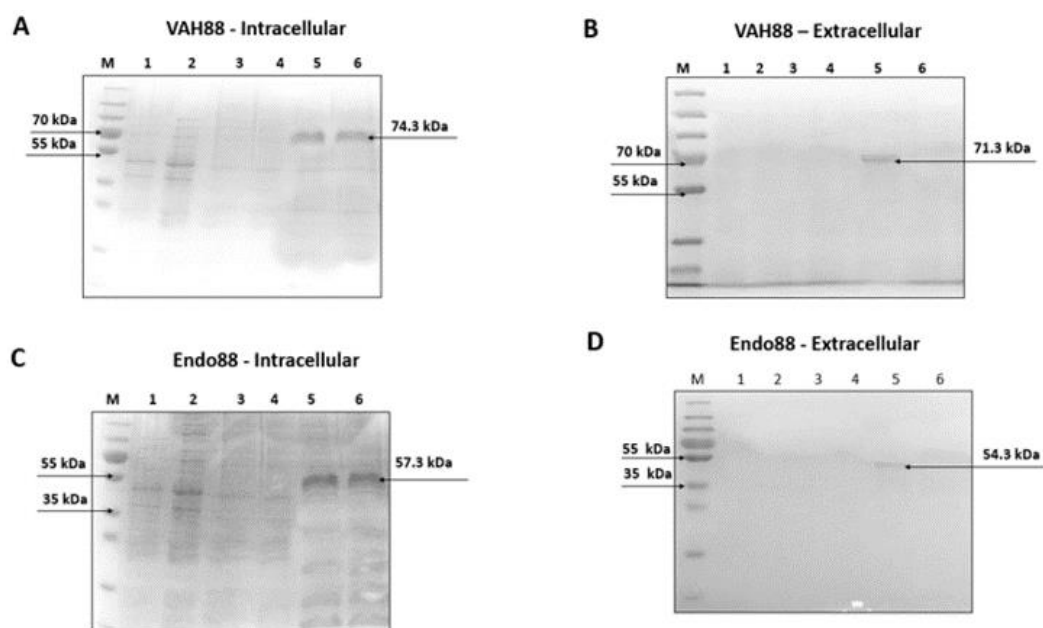 A
VAH88 - Intracellular
M 1 2 3 4 5 6
70 kDa
55 kDa
74.3 kDa
B
VAH88 – Extracellular
M 1 2 3 4 5 6
70 kDa
55 kDa
71.3 kDa
C
Endo88 - Intracellular
M 1 2 3 4 5 6
55 kDa
35 kDa
57.3 kDa
D
Endo88 - Extracellular
M 1 2 3 4 5 6
55 kDa
35 kDa
54.3 kDa